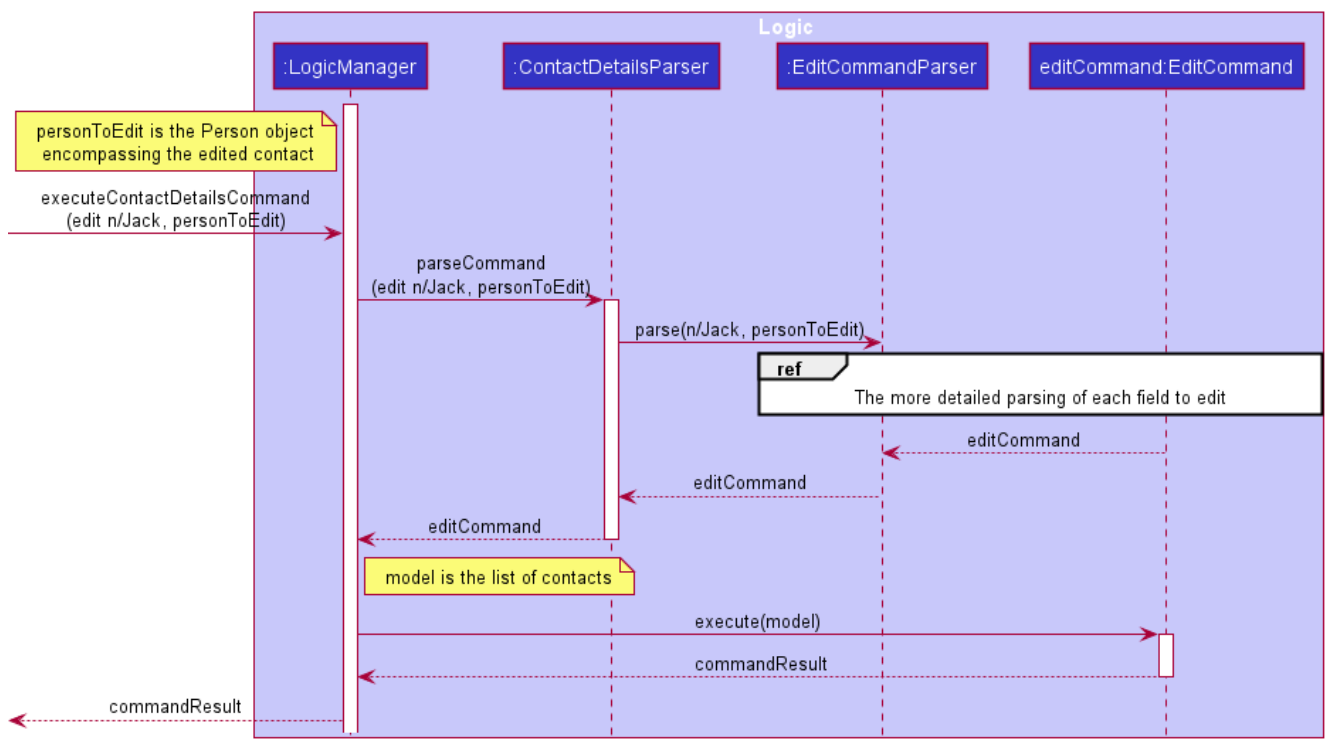 Logic
:LogicManager
:ContactDetailsParser
:EditCommandParser
editCommand:EditCommand
personToEdit is the Person object
encompassing the edited contact
executeContactDetailsCommand
(edit n/Jack, personToEdit)
parseCommand
(edit n/Jack, personToEdit)
parse(n/Jack, personToEdit)
ref
The more detailed parsing of each field to edit
editCommand
editCommand
editCommand
model is the list of contacts
execute(model)
commandResult
commandResult